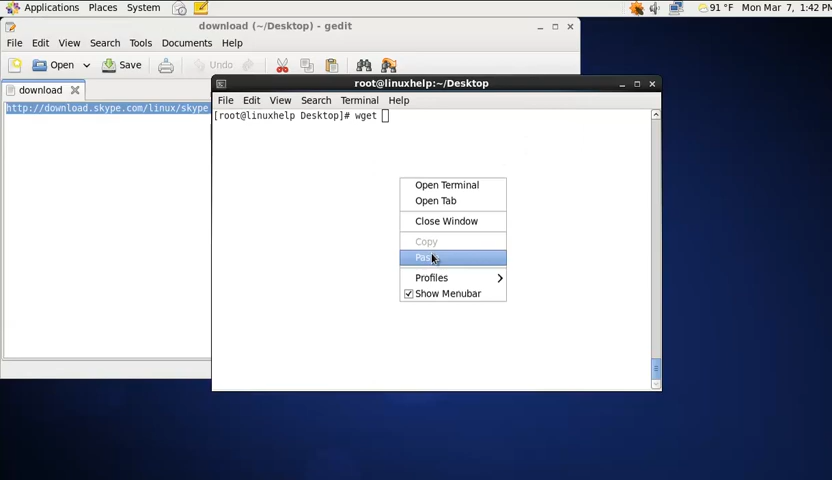 Applications Places System 91 °F Mon Mar 7, 1:42 PM
download (~/Desktop) - gedit
File Edit View Search Tools Documents Help
Open Save Undo
download
http://download.skype.com/linux/skype
root@linuxhelp:~/Desktop
File Edit View Search Terminal Help
[root@linuxhelp Desktop]# wget
Open Terminal
Open Tab
Close Window
Copy
Profiles
Show Menubar